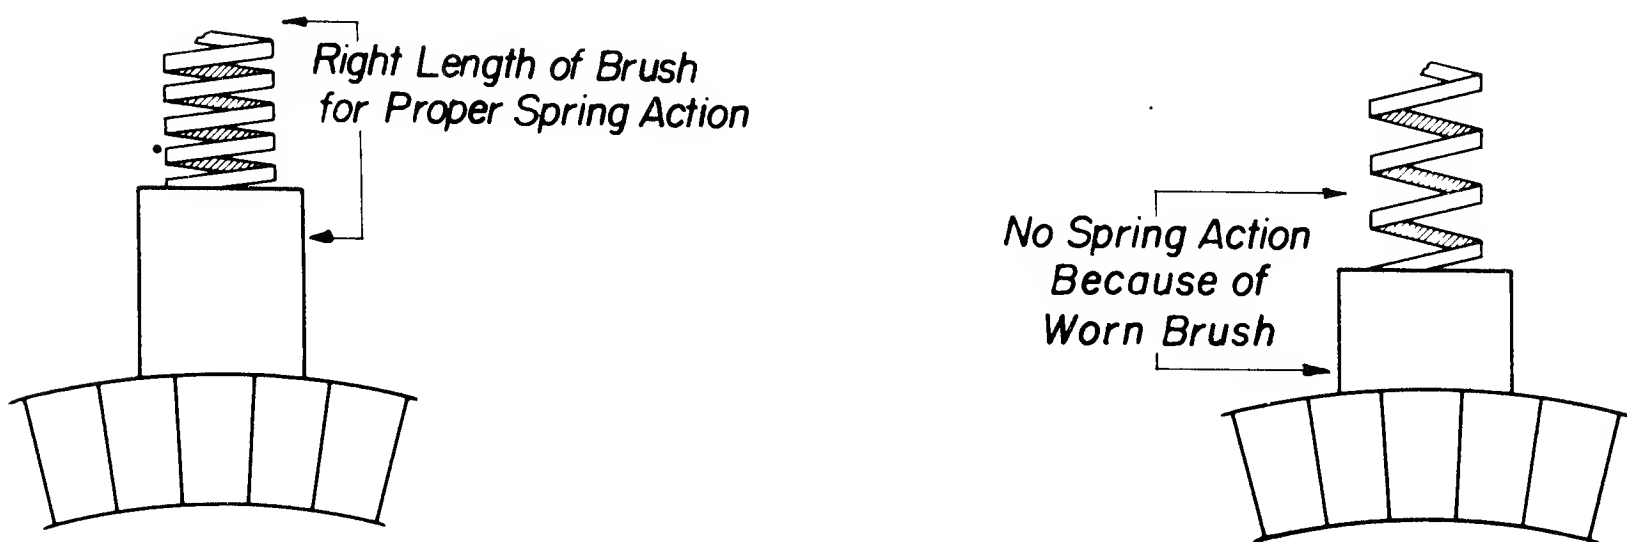 Right Length of Brush
for Proper Spring Action
No Spring Action
Because of
Worn Brush